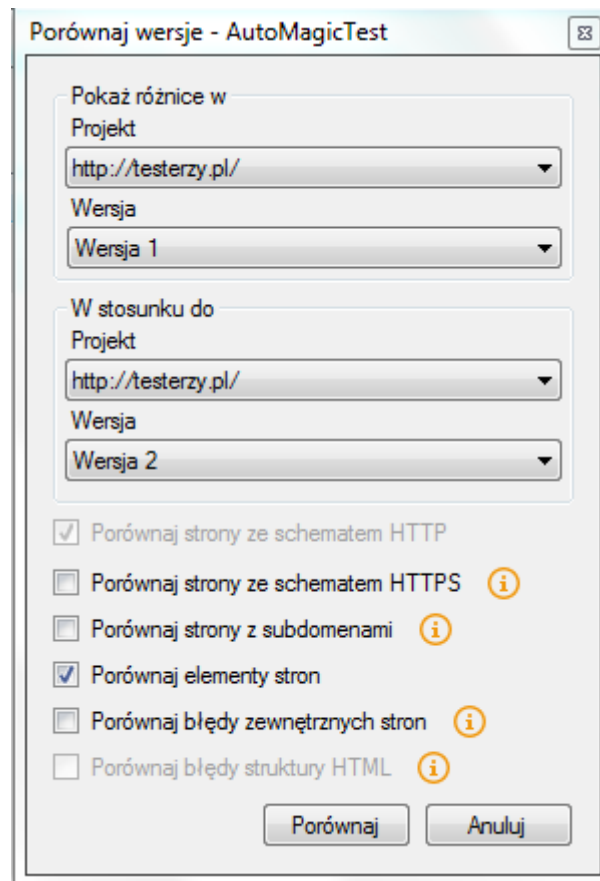 Porównaj wersje - AutoMagicTest
Pokaż różnice w
Projekt
http://testerzy.pl/
Wersja
Wersja 1
W stosunku do
Projekt
http://testerzy.pl/
Wersja
Wersja 2
Porównaj strony ze schematem HTTP
Porównaj strony ze schematem HTTPS
Porównaj strony z subdomenami
Porównaj elementy stron
Porównaj błędy zewnętrznych stron
Porównaj błędy struktury HTML
Porównaj Anuluj